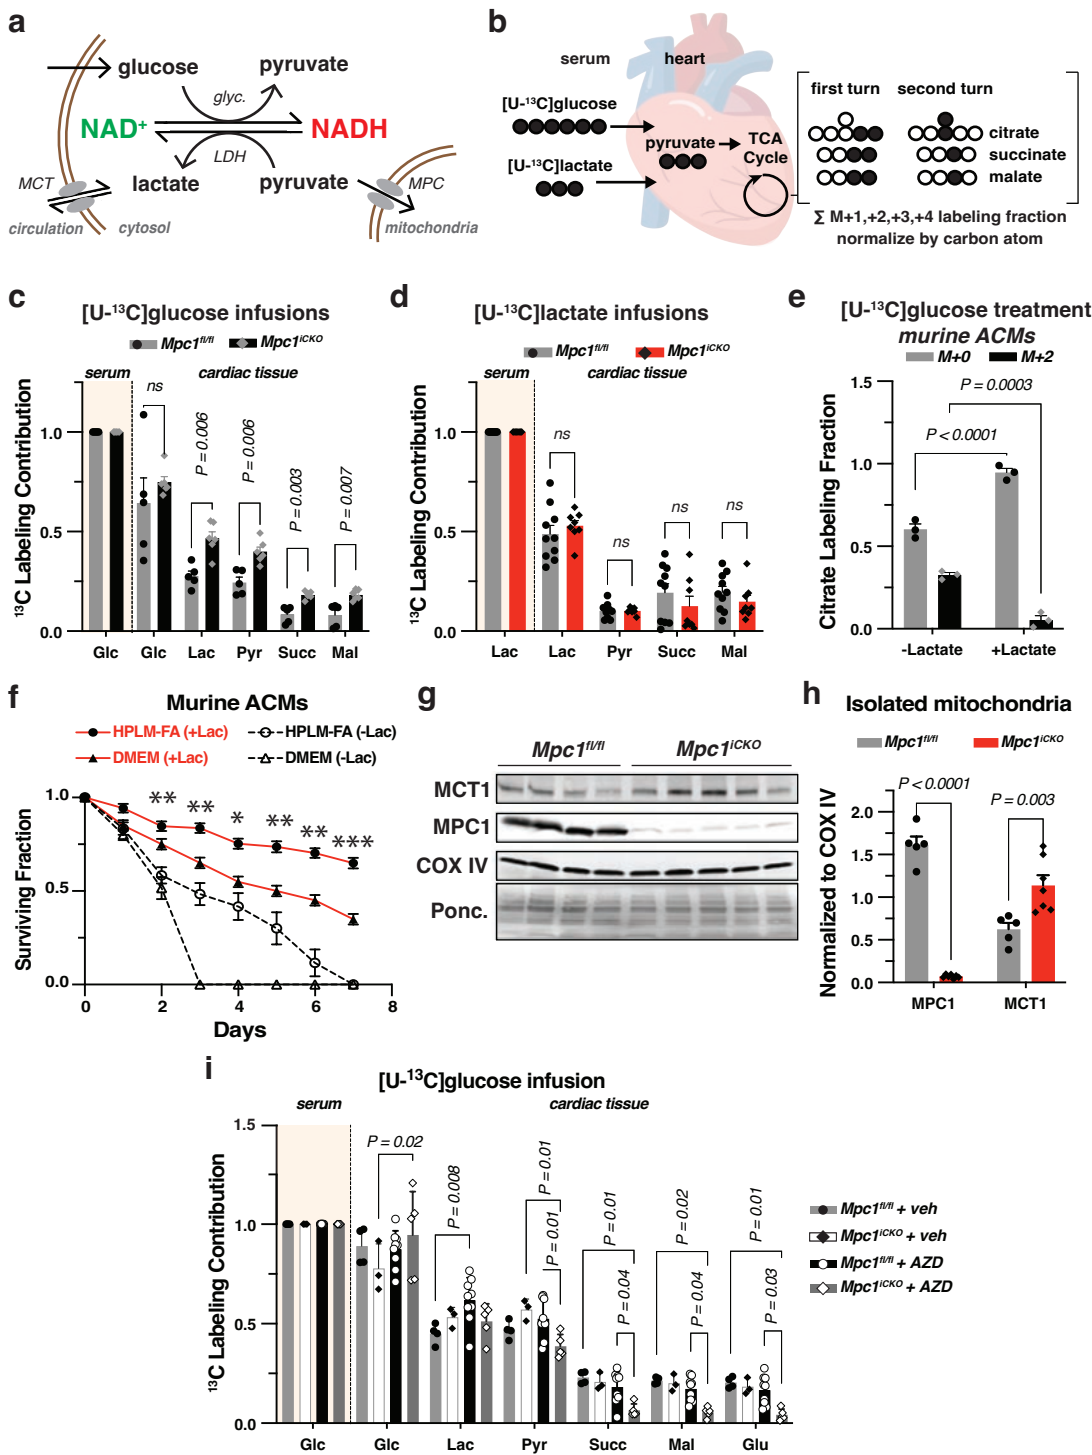 a
glucose
pyruvate
glyc.
NAD+
NADH
LDH
MCT
lactate
pyruvate
MPC
circulation
cytosol
mitochondria
b
serum
heart
[U-13C]glucose
[U-13C]lactate
pyruvate
TCA
Cycle
first turn
second turn
citrate
succinate
malate
∑ M+1,+2,+3,+4 labeling fraction
normalize by carbon atom
c
[U-13C]glucose infusions
Mpc1fl/fl
Mpc1iCKO
serum
cardiac tissue
13C Labeling Contribution
1.0
0.5
0.0
ns
P = 0.006
P = 0.006
P = 0.003
P = 0.007
Glc Glc Lac Pyr Succ Mal
d
[U-13C]lactate infusions
Mpc1fl/fl
Mpc1iCKO
serum
cardiac tissue
13C Labeling Contribution
1.0
0.5
0.0
ns
ns
ns
ns
Lac Lac Pyr Succ Mal
e
[U-13C]glucose treatment
murine ACMs
M+0
M+2
Citrate Labeling Fraction
1.5
1.0
0.5
0.0
P = 0.0003
P < 0.0001
-Lactate +Lactate
f
Murine ACMs
HPLM-FA (+Lac)
HPLM-FA (-Lac)
DMEM (+Lac)
DMEM (-Lac)
Surviving Fraction
1.0
0.5
0.0
** ** * ** ** ***
0 2 4 6 8
Days
g
Mpc1fl/fl
Mpc1iCKO
MCT1
MPC1
COX IV
Ponc.
h
Isolated mitochondria
Mpc1fl/fl
Mpc1iCKO
Normalized to COX IV
2.0
1.5
1.0
0.5
0.0
P < 0.0001
P = 0.003
MPC1 MCT1
i
[U-13C]glucose infusion
serum
cardiac tissue
13C Labeling Contribution
1.5
1.0
0.5
0.0
P = 0.02
P = 0.008
P = 0.01
P = 0.01
P = 0.01
P = 0.04
P = 0.02
P = 0.04
P = 0.01
P = 0.03
Mpc1fl/fl + veh
Mpc1iCKO + veh
Mpc1fl/fl + AZD
Mpc1iCKO + AZD
Glc Glc Lac Pyr Succ Mal Glu